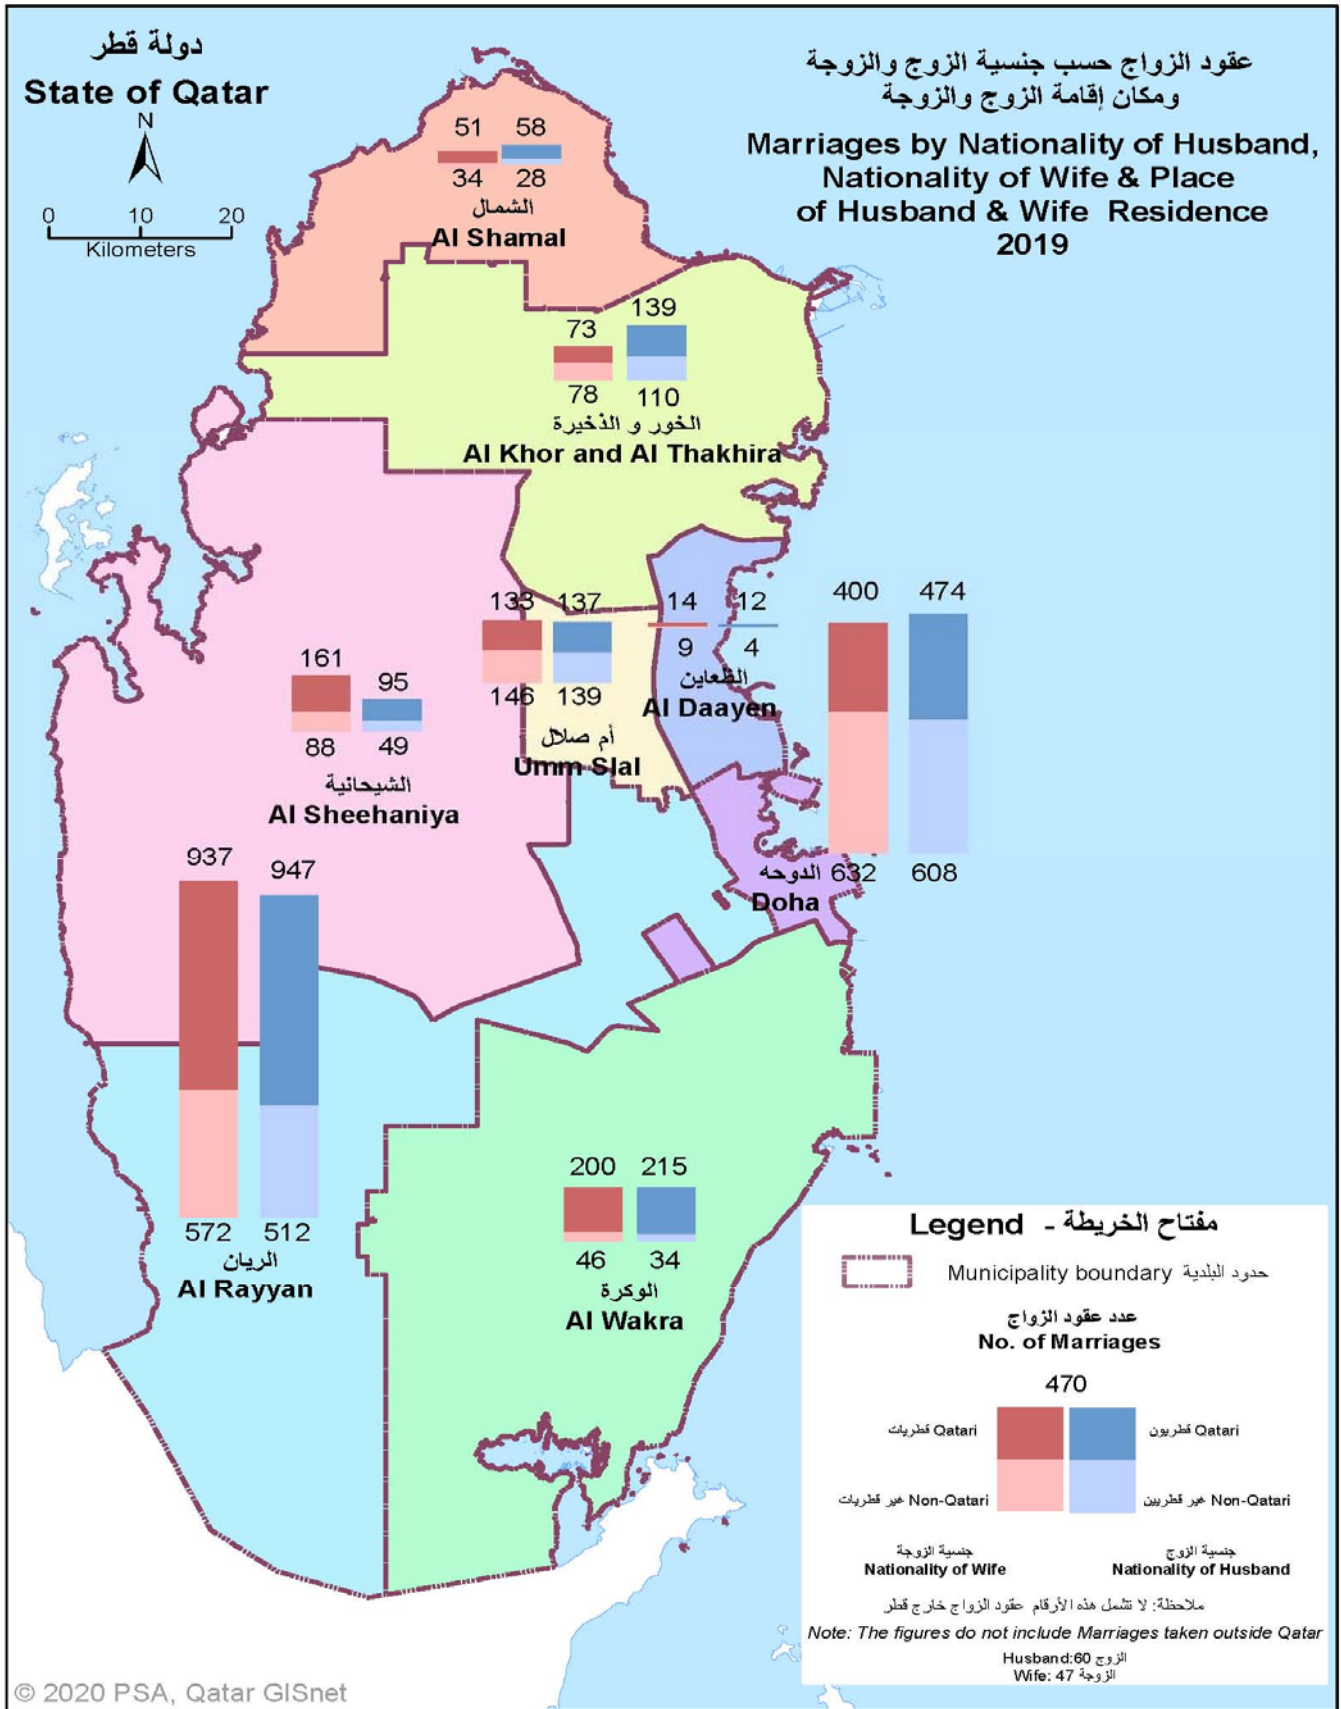 دولة قطر
State of Qatar
N
0 10 20
Kilometers
عقود الزواج حسب جنسية الزوج والزوجة
ومكان إقامة الزوج والزوجة
Marriages by Nationality of Husband,
Nationality of Wife & Place
of Husband & Wife Residence
2019
51 58
34 28
الشمال
Al Shamal
73 139
78 110
الخور و الذخيرة
Al Khor and Al Thakhira
133 137
146 139
أم صلال
Umm Slal
14 12
9 4
الظعاين
Al Daayen
400 474
632 608
الدوحه
Doha
161 95
88 49
الشيحانية
Al Sheehaniya
937 947
572 512
الريان
Al Rayyan
200 215
46 34
الوكرة
Al Wakra
Legend - مفتاح الخريطة
Municipality boundary حدود البلدية
عدد عقود الزواج
No. of Marriages
470
قطريات Qatari
قطريون Qatari
غير قطريات Non-Qatari
غير قطريين Non-Qatari
جنسية الزوجة
Nationality of Wife
جنسية الزوج
Nationality of Husband
ملاحظة: لا تشمل هذه الأرقام عقود الزواج خارج قطر
Note: The figures do not include Marriages taken outside Qatar
Husband:60 الزوج
Wife: 47 الزوجة
© 2020 PSA, Qatar GISnet